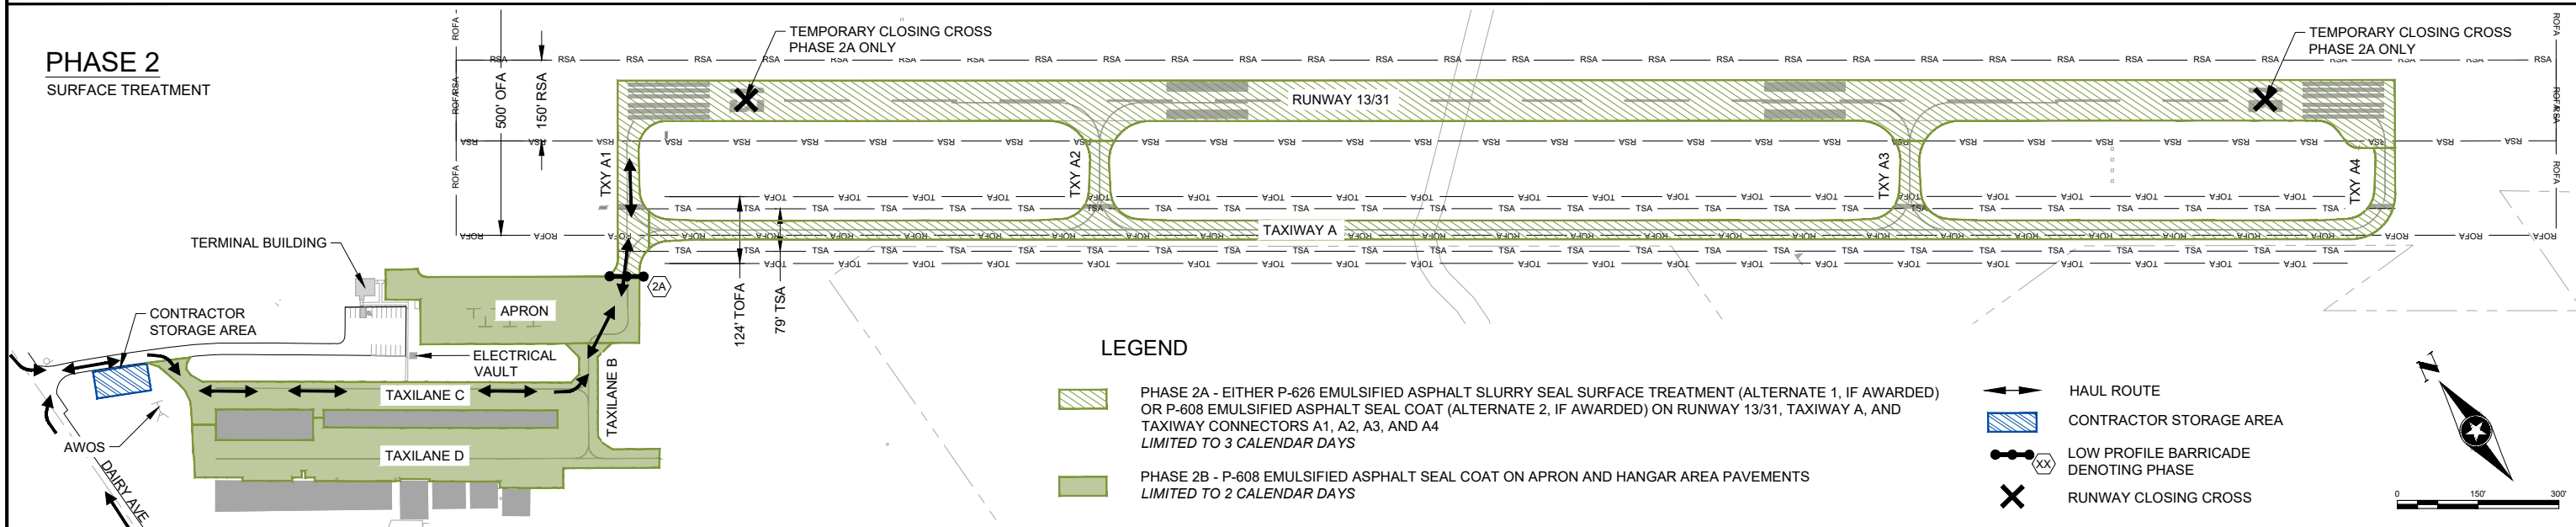 PHASE 2
SURFACE TREATMENT
TEMPORARY CLOSING CROSS
PHASE 2A ONLY
TEMPORARY CLOSING CROSS
PHASE 2A ONLY
500' OFA
150' RSA
RSA
ROFA
RUNWAY 13/31
TXY A1
TXY A2
TXY A3
TXY A4
TOFA
TSA
TAXIWAY A
124' TOFA
79' TSA
TERMINAL BUILDING
2A
APRON
CONTRACTOR
STORAGE AREA
ELECTRICAL
VAULT
TAXILANE B
TAXILANE C
TAXILANE D
AWOS
DAIRY AVE
LEGEND
PHASE 2A - EITHER P-626 EMULSIFIED ASPHALT SLURRY SEAL SURFACE TREATMENT (ALTERNATE 1, IF AWARDED)
OR P-608 EMULSIFIED ASPHALT SEAL COAT (ALTERNATE 2, IF AWARDED) ON RUNWAY 13/31, TAXIWAY A, AND
TAXIWAY CONNECTORS A1, A2, A3, AND A4
LIMITED TO 3 CALENDAR DAYS
PHASE 2B - P-608 EMULSIFIED ASPHALT SEAL COAT ON APRON AND HANGAR AREA PAVEMENTS
LIMITED TO 2 CALENDAR DAYS
HAUL ROUTE
CONTRACTOR STORAGE AREA
XX
LOW PROFILE BARRICADE
DENOTING PHASE
RUNWAY CLOSING CROSS
N
0 150' 300'